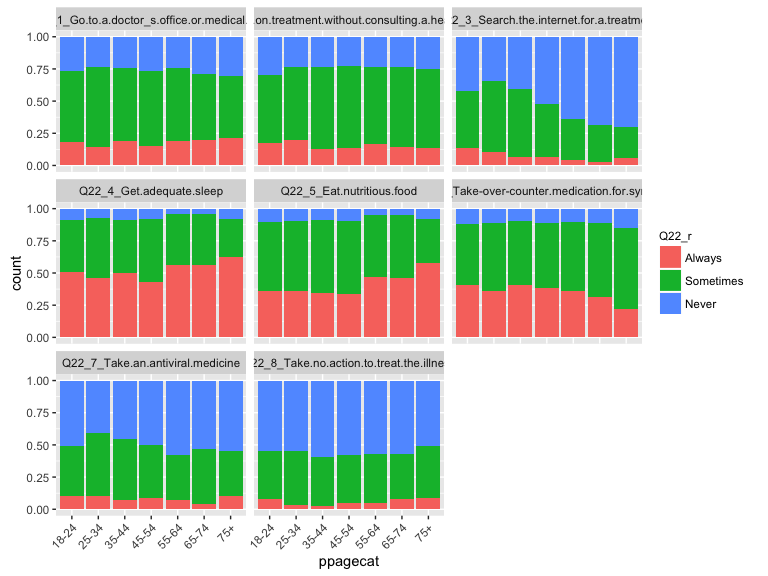 _1_Go.to.a.doctor_s.office.or.medical.
.on.treatment.without.consulting.a.he
22_3_Search.the.internet.for.a.treatme
1.00
0.75
0.50
0.25
0.00
Q22_4_Get.adequate.sleep
Q22_5_Eat.nutritious.food
_Take-over-counter.medication.for.syr
1.00
0.75
0.50
0.25
0.00
count
Q22_r
Always
Sometimes
Never
Q22_7_Take.an.antiviral.medicine
22_8_Take.no.action.to.treat.the.illne
1.00
0.75
0.50
0.25
0.00
18-24
25-34
35-44
45-54
55-64
65-74
75+
18-24
25-34
35-44
45-54
55-64
65-74
75+
ppagecat